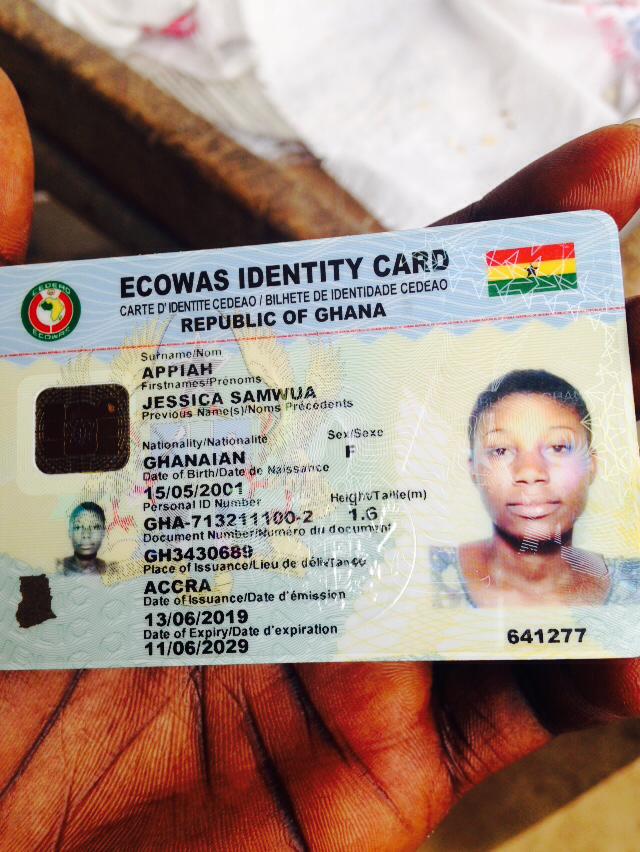 ECOWAS IDENTITY CARD
CARTE D'IDENTITE CEDEAO / BILHETE DE IDENTIDADE CEDEAO
REPUBLIC OF GHANA
CEDEAO
ECOWAS
Surname/Nom
APPIAH
Firstnames/Prénoms
JESSICA SAMWUA
Previous Name(s)/Noms Précédents
Nationality/Nationalité
Sex/Sexe
GHANAIAN
F
Date of Birth/Date de Naissance
15/05/2001
Personal ID Number
Height/Taille(m)
GHA-713211100-2
1.6
Document Number/Numéro du document
GH3430689
Place of Issuance/Lieu de délivrance
ACCRA
Date of Issuance/Date d'émission
13/06/2019
Date of Expiry/Date d'expiration
11/06/2029
641277